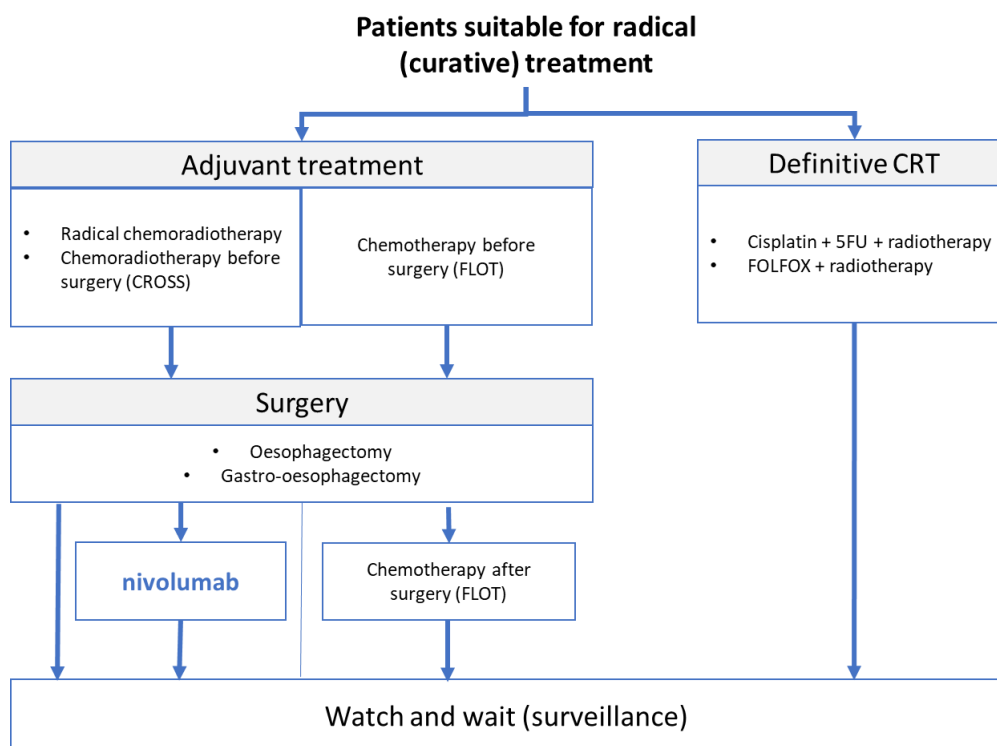 Patients suitable for radical
(curative) treatment
Adjuvant treatment
Definitive CRT
• Radical chemoradiotherapy
• Chemoradiotherapy before
surgery (CROSS)
Chemotherapy before
surgery (FLOT)
• Cisplatin + 5FU + radiotherapy
• FOLFOX + radiotherapy
Surgery
• Oesophagectomy
• Gastro-oesophagectomy
nivolumab
Chemotherapy after
surgery (FLOT)
Watch and wait (surveillance)